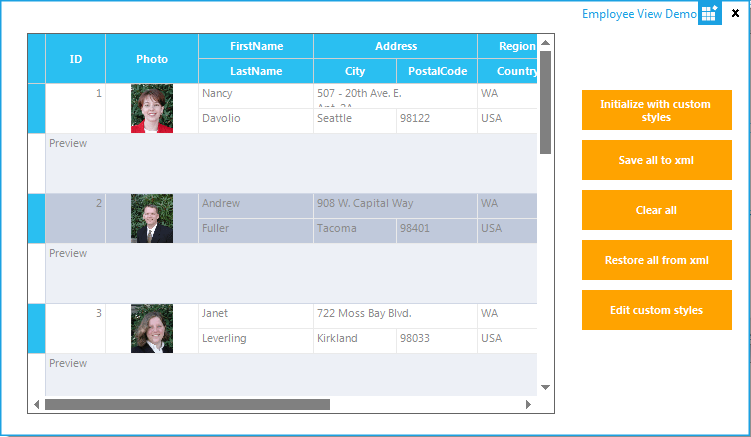 Employee View Demo
ID Photo FirstName Address Region
LastName City PostalCode Country
1 Nancy 507 - 20th Ave. E. WA
Apt. 2A
Davolio Seattle 98122 USA
Preview
2 Andrew 908 W. Capital Way WA
Fuller Tacoma 98401 USA
Preview
3 Janet 722 Moss Bay Blvd. WA
Leverling Kirkland 98033 USA
Preview
Initialize with custom
styles
Save all to xml
Clear all
Restore all from xml
Edit custom styles